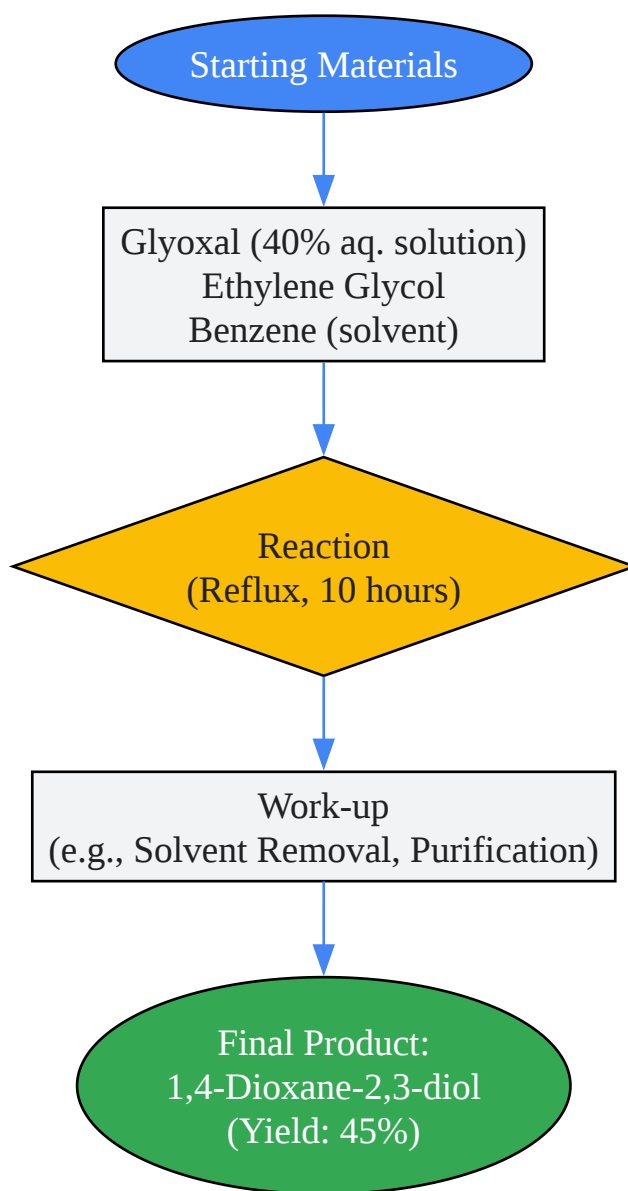 Starting Materials
Glyoxal (40% aq. solution)
Ethylene Glycol
Benzene (solvent)
Reaction
(Reflux, 10 hours)
Work-up
(e.g., Solvent Removal, Purification)
Final Product:
1,4-Dioxane-2,3-diol
(Yield: 45%)